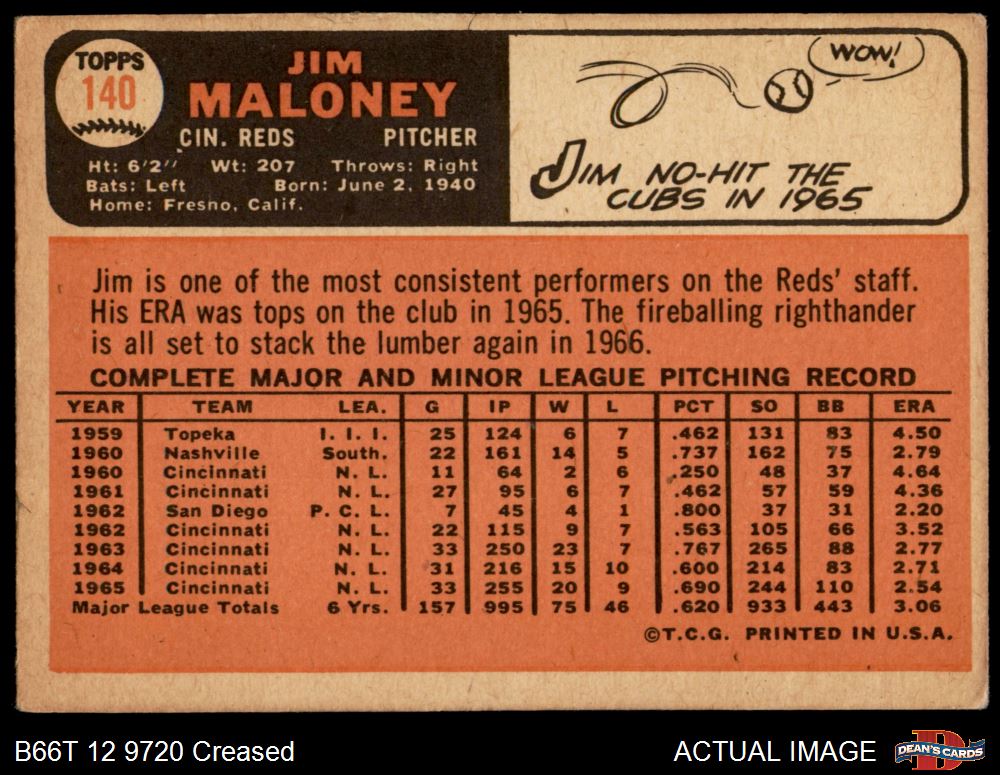 TOPPS
140
JIM
MALONEY
CIN. REDS PITCHER
Ht: 6'2" Wt: 207 Throws: Right
Bats: Left Born: June 2, 1940
Home: Fresno, Calif.
WOW!
JIM NO-HIT THE
CUBS IN 1965
Jim is one of the most consistent performers on the Reds' staff.
His ERA was tops on the club in 1965. The fireballing righthander
is all set to stack the lumber again in 1966.
COMPLETE MAJOR AND MINOR LEAGUE PITCHING RECORD
YEAR TEAM LEA. G IP W L PCT SO BB ERA
1959 Topeka I. I. I. 25 124 6 7 .462 131 83 4.50
1960 Nashville South. 22 161 14 5 .737 162 75 2.79
1960 Cincinnati N. L. 11 64 2 6 .250 48 37 4.64
1961 Cincinnati N. L. 27 95 6 7 .462 57 59 4.36
1962 San Diego P. C. L. 7 45 4 1 .800 37 31 2.20
1962 Cincinnati N. L. 22 115 9 7 .563 105 66 3.52
1963 Cincinnati N. L. 33 250 23 7 .767 265 88 2.77
1964 Cincinnati N. L. 31 216 15 10 .600 214 83 2.71
1965 Cincinnati N. L. 33 255 20 9 .690 244 110 2.54
Major League Totals 6 Yrs. 157 995 75 46 .620 933 443 3.06
©T.C.G. PRINTED IN U.S.A.
B66T 12 9720 Creased ACTUAL IMAGE
DEAN'S CARDS